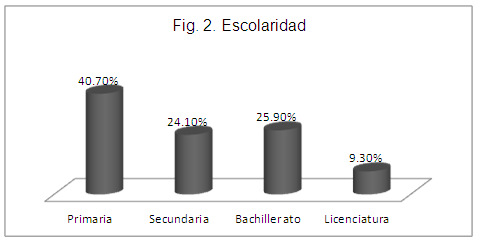 Fig. 2. Escolaridad
40.70%
24.10%
25.90%
9.30%
Primaria Secundaria Bachillerato Licenciatura